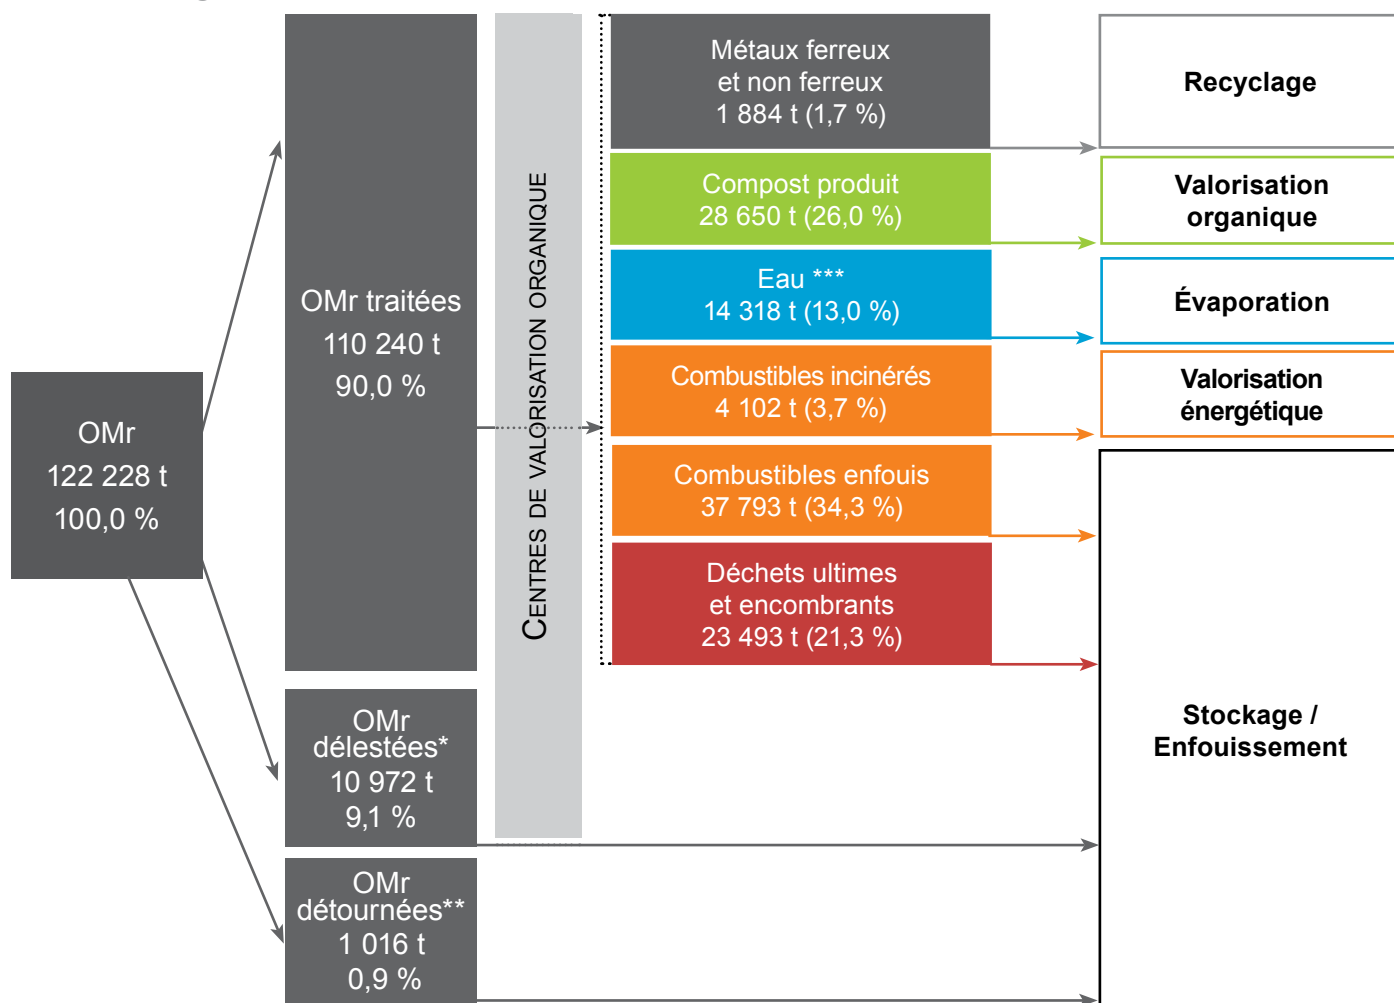 OMr
122 228 t
100,0 %
OMr traitées
110 240 t
90,0 %
OMr
délestées*
10 972 t
9,1 %
OMr
détournées**
1 016 t
0,9 %
CENTRES DE VALORISATION ORGANIQUE
Métaux ferreux
et non ferreux
1 884 t (1,7 %)
Compost produit
28 650 t (26,0 %)
Eau ***
14 318 t (13,0 %)
Combustibles incinérés
4 102 t (3,7 %)
Combustibles enfouis
37 793 t (34,3 %)
Déchets ultimes
et encombrants
23 493 t (21,3 %)
Recyclage
Valorisation
organique
Évaporation
Valorisation
énergétique
Stockage /
Enfouissement